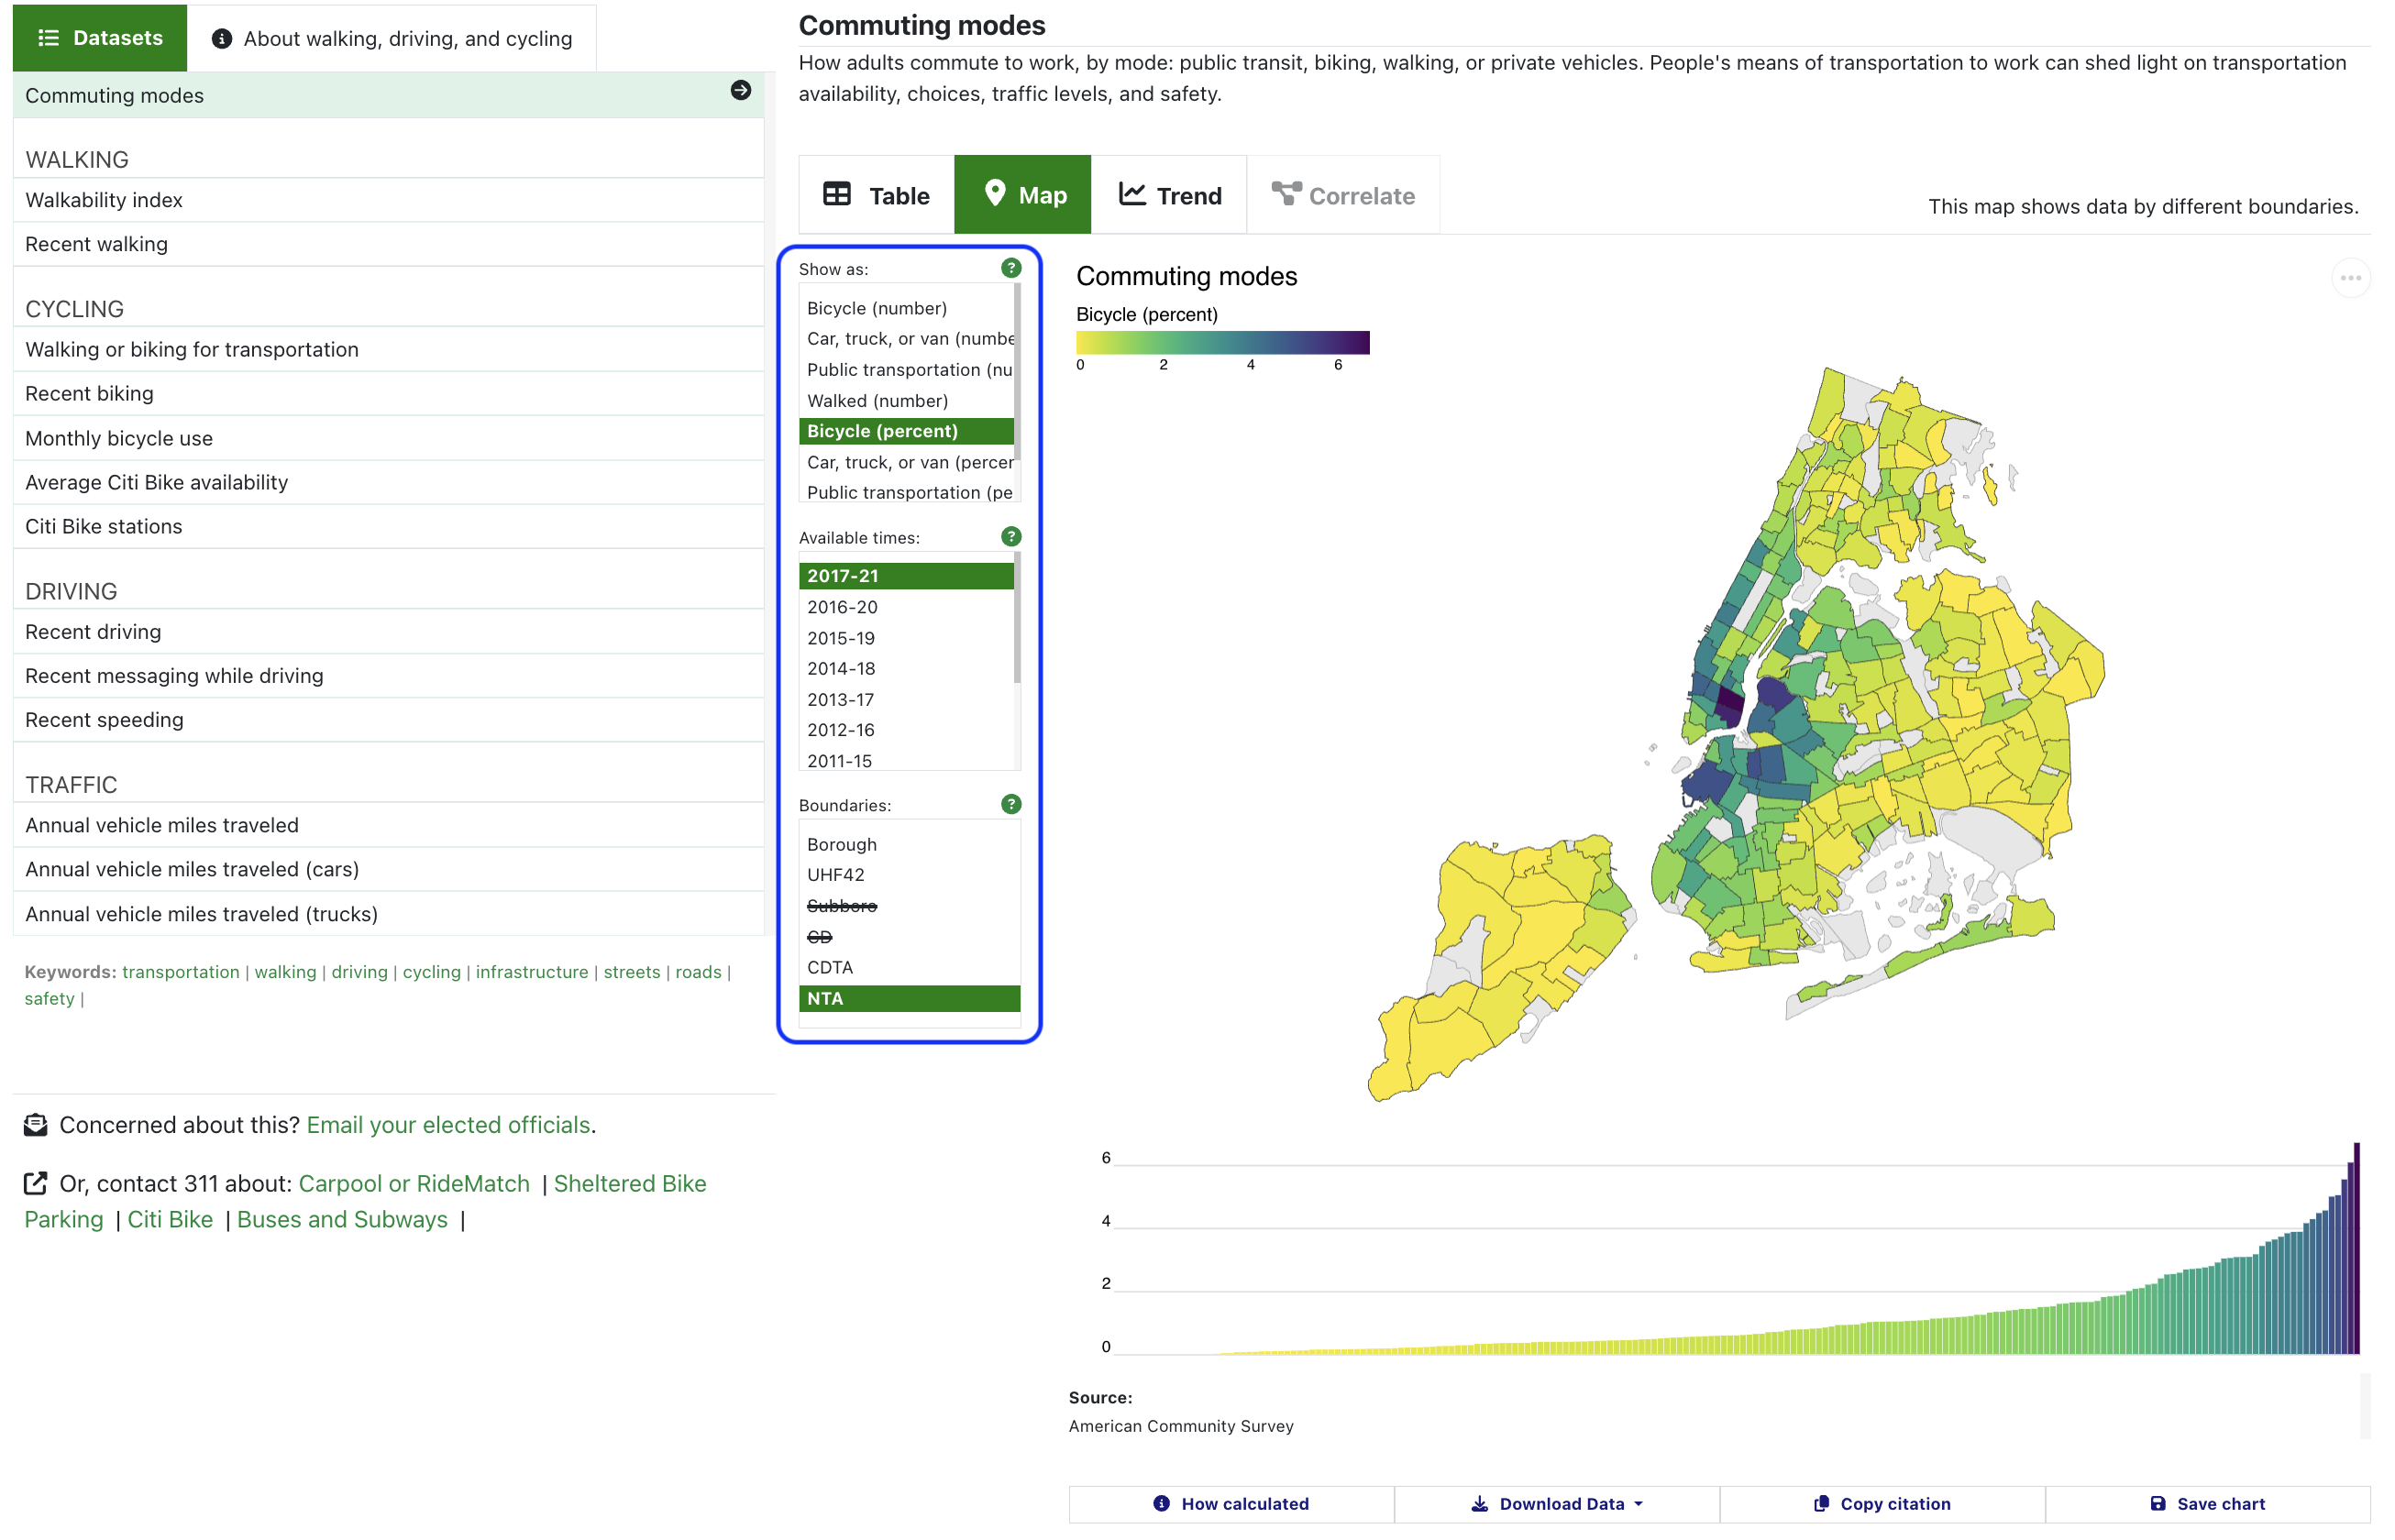 Datasets
About walking, driving, and cycling
Commuting modes
WALKING
Walkability index
Recent walking
CYCLING
Walking or biking for transportation
Recent biking
Monthly bicycle use
Average Citi Bike availability
Citi Bike stations
DRIVING
Recent driving
Recent messaging while driving
Recent speeding
TRAFFIC
Annual vehicle miles traveled
Annual vehicle miles traveled (cars)
Annual vehicle miles traveled (trucks)
Keywords: transportation | walking | driving | cycling | infrastructure | streets | roads |
safety |
Concerned about this? Email your elected officials.
Or, contact 311 about: Carpool or RideMatch | Sheltered Bike
Parking | Citi Bike | Buses and Subways |
Commuting modes
How adults commute to work, by mode: public transit, biking, walking, or private vehicles. People's means of transportation to work can shed light on transportation
availability, choices, traffic levels, and safety.
Table
Map
Trend
Correlate
This map shows data by different boundaries.
Show as:
?
Bicycle (number)
Car, truck, or van (numbe
Public transportation (nu
Walked (number)
Bicycle (percent)
Car, truck, or van (percer
Public transportation (pe
Available times:
?
2017-21
2016-20
2015-19
2014-18
2013-17
2012-16
2011-15
Boundaries:
?
Borough
UHF42
Subboro
CD
CDTA
NTA
Commuting modes
Bicycle (percent)
0 2 4 6
6
4
2
0
Source:
American Community Survey
How calculated
Download Data
Copy citation
Save chart